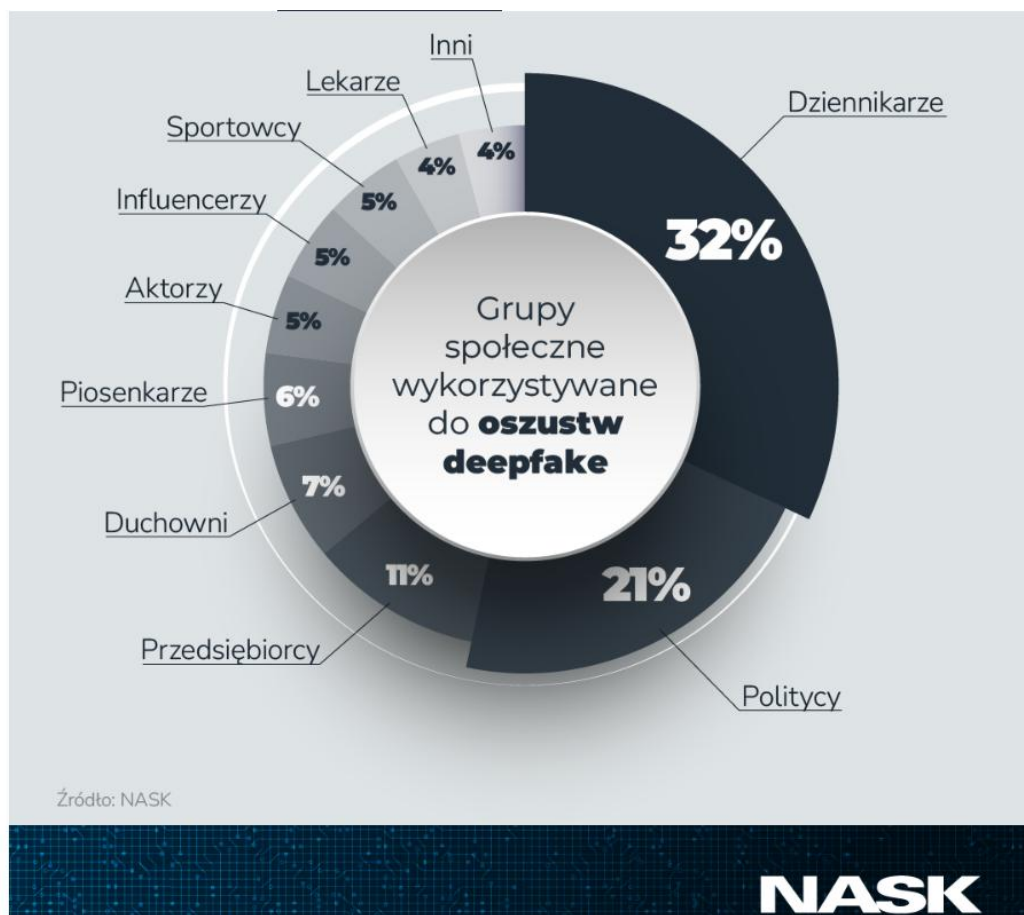 Inni
Lekarze
Dziennikarze
Sportowcy
4%
4%
Influencerzy
5%
32%
5%
Aktorzy
5%
Grupy
społeczne
wykorzystywane
do oszustw
deepfake
Piosenkarze
6%
7%
Duchowni
11%
21%
Przedsiębiorcy
Politycy
Źródło: NASK
NASK